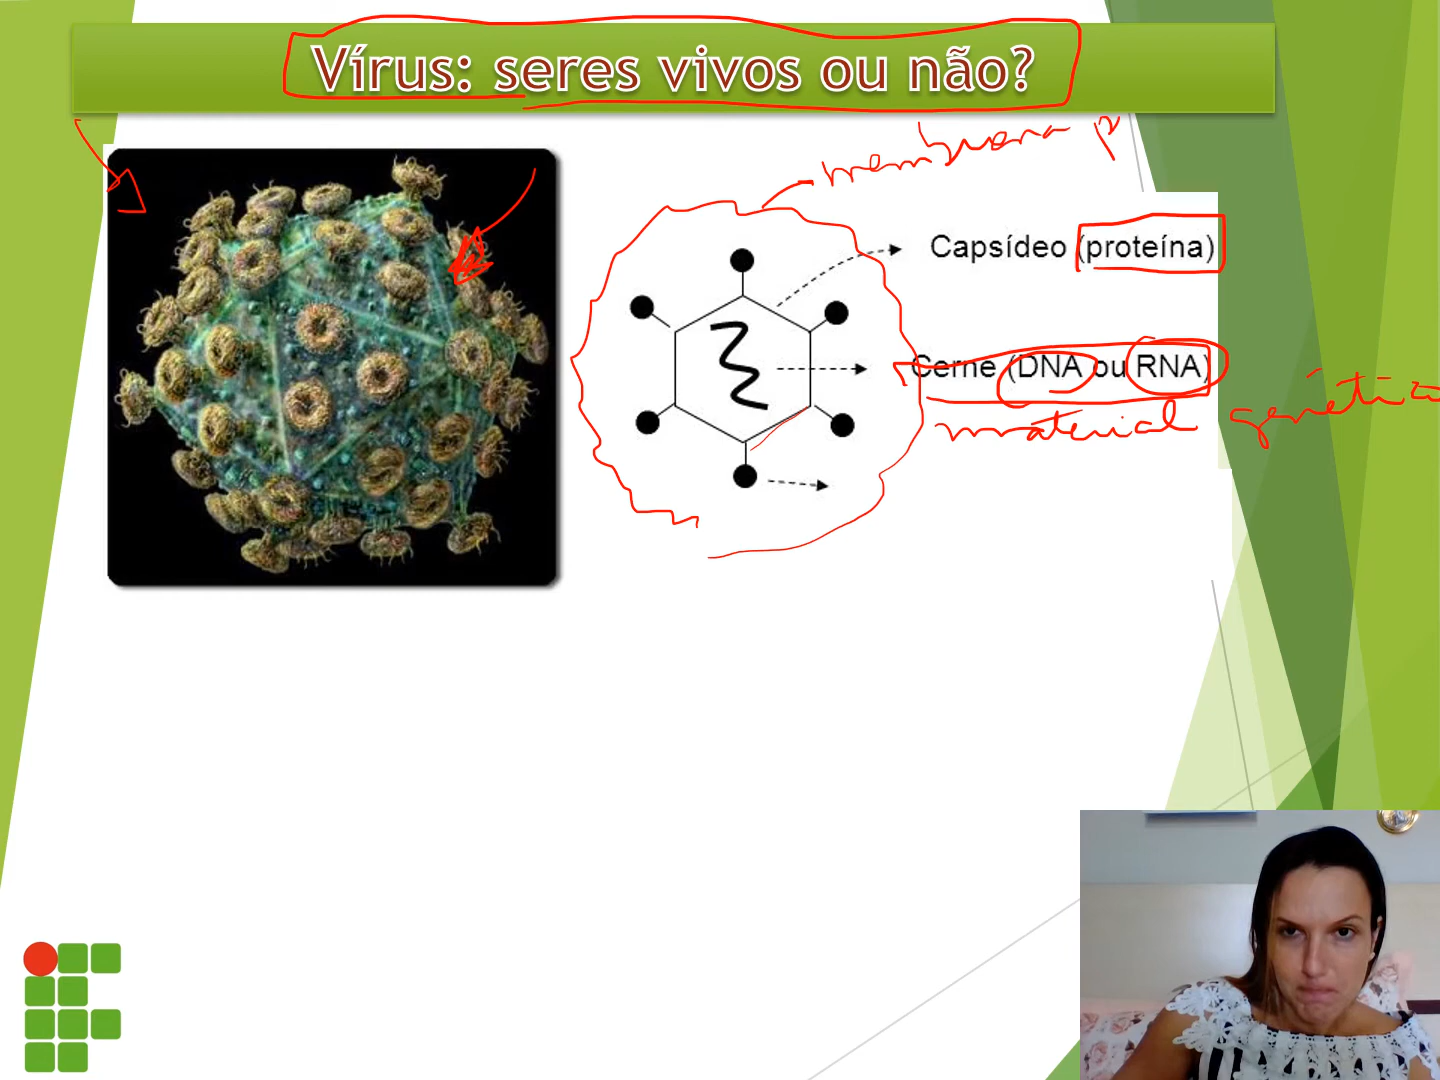 Vírus: seres vivos ou não?
membrana p
Capsídeo (proteína)
Cerne (DNA ou RNA)
material genético